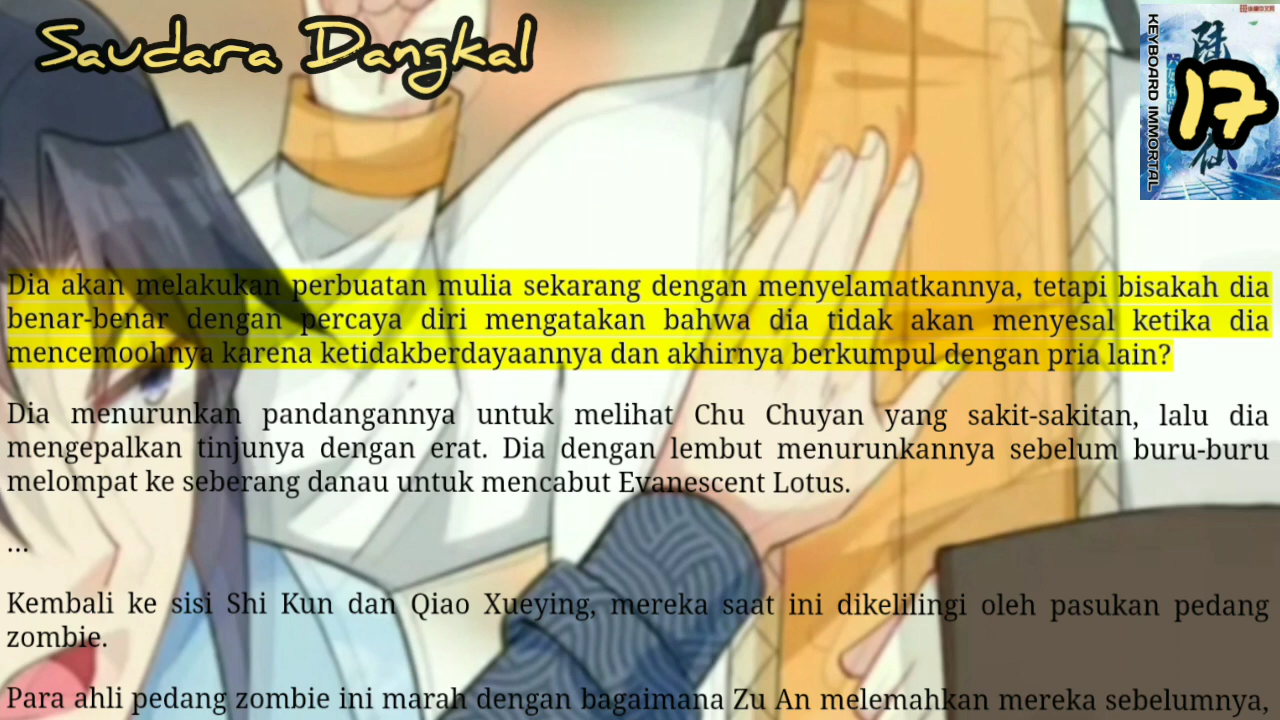 Saudara Dangkal
KEYBOARD IMMORTAL
17
Dia akan melakukan perbuatan mulia sekarang dengan menyelamatkannya, tetapi bisakah dia
benar-benar dengan percaya diri mengatakan bahwa dia tidak akan menyesal ketika dia
mencemoohnya karena ketidakberdayaannya dan akhirnya berkumpul dengan pria lain?
Dia menurunkan pandangannya untuk melihat Chu Chuyan yang sakit-sakitan, lalu dia
mengepalkan tinjunya dengan erat. Dia dengan lembut menurunkannya sebelum buru-buru
melompat ke seberang danau untuk mencabut Evanescent Lotus.
...
Kembali ke sisi Shi Kun dan Qiao Xueying, mereka saat ini dikelilingi oleh pasukan pedang
zombie.
Para ahli pedang zombie ini marah dengan bagaimana Zu An melemahkan mereka sebelumnya,